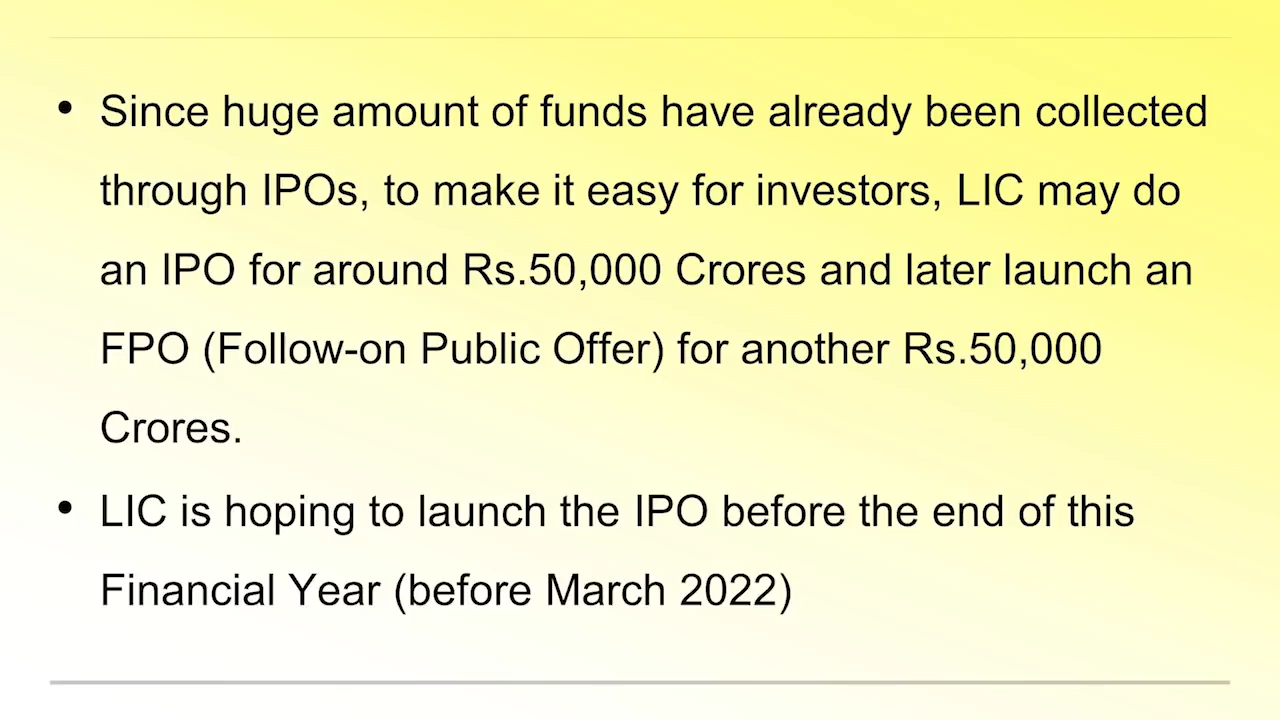 • Since huge amount of funds have already been collected
through IPOs, to make it easy for investors, LIC may do
an IPO for around Rs.50,000 Crores and later launch an
FPO (Follow-on Public Offer) for another Rs.50,000
Crores.
• LIC is hoping to launch the IPO before the end of this
Financial Year (before March 2022)